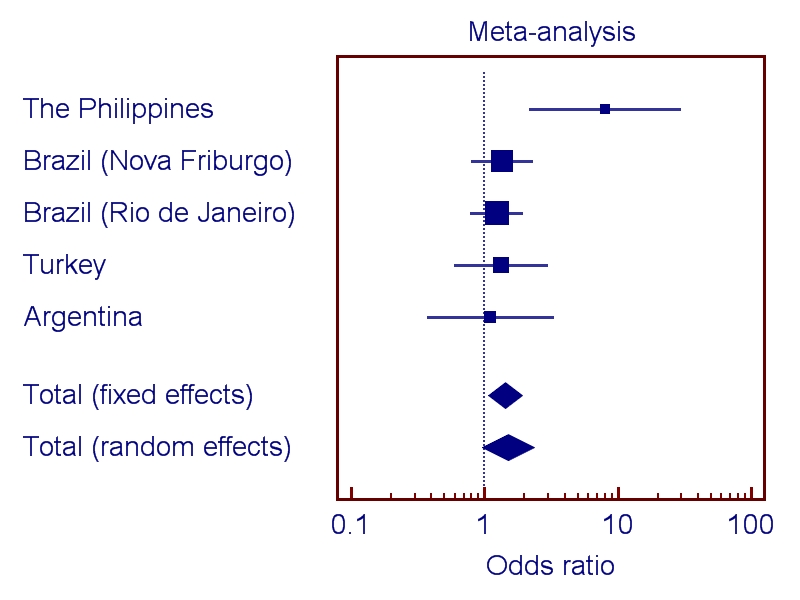 Meta-analysis
The Philippines
Brazil (Nova Friburgo)
Brazil (Rio de Janeiro)
Turkey
Argentina
Total (fixed effects)
Total (random effects)
0.1 1 10 100
Odds ratio